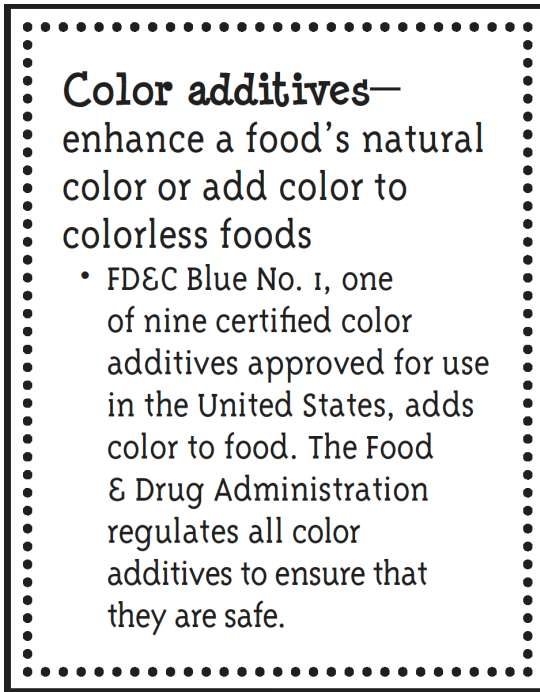 Color additives—
enhance a food's natural
color or add color to
colorless foods
• FD&C Blue No. 1, one
of nine certified color
additives approved for use
in the United States, adds
color to food. The Food
& Drug Administration
regulates all color
additives to ensure that
they are safe.